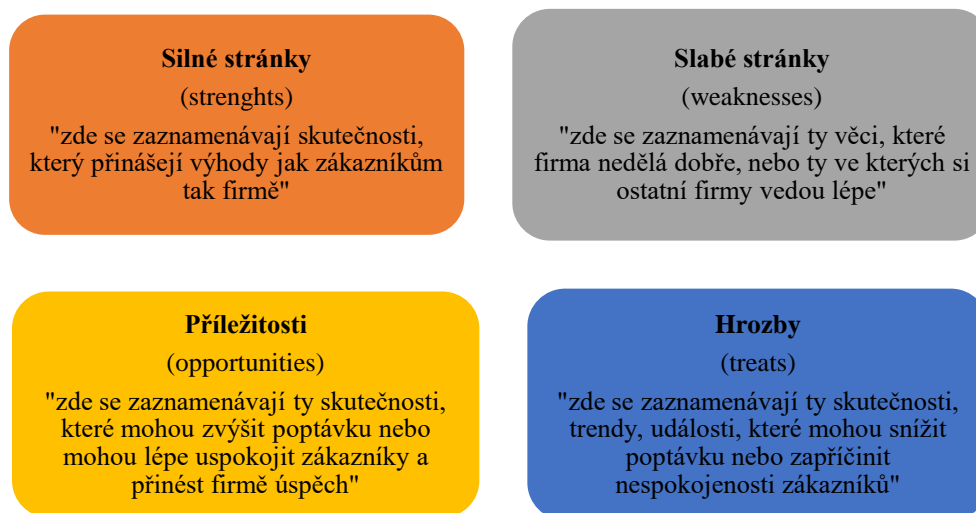 Silné stránky
(strenghts)
"zde se zaznamenávají skutečnosti,
který přinášejí výhody jak zákazníkům
tak firmě"
Slabé stránky
(weaknesses)
"zde se zaznamenávají ty věci, které
firma nedělá dobře, nebo ty ve kterých si
ostatní firmy vedou lépe"
Příležitosti
(opportunities)
"zde se zaznamenávají ty skutečnosti,
které mohou zvýšit poptávku nebo
mohou lépe uspokojit zákazníky a
přinést firmě úspěch"
Hrozby
(treats)
"zde se zaznamenávají ty skutečnosti,
trendy, události, které mohou snížit
poptávku nebo zapříčinit
nespokojenosti zákazníků"